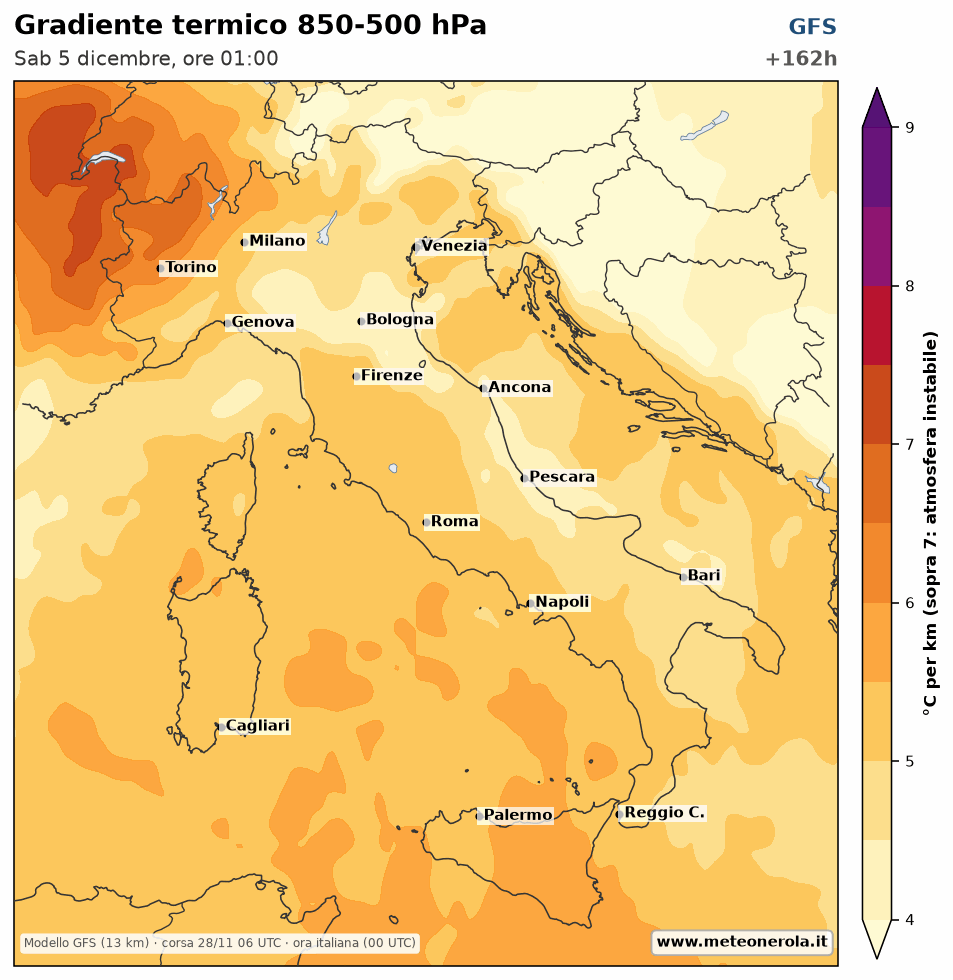 Gradiente termico 850-500 hPa
GFS
Sab 5 dicembre, ore 01:00
+162h
Milano
Venezia
Torino
Genova
Bologna
Firenze
Ancona
Pescara
Roma
Bari
Napoli
Cagliari
Palermo
Reggio C.
9
8
7
6
5
4
°C per km (sopra 7: atmosfera instabile)
Modello GFS (13 km) · corsa 28/11 06 UTC · ora italiana (00 UTC)
www.meteonerola.it